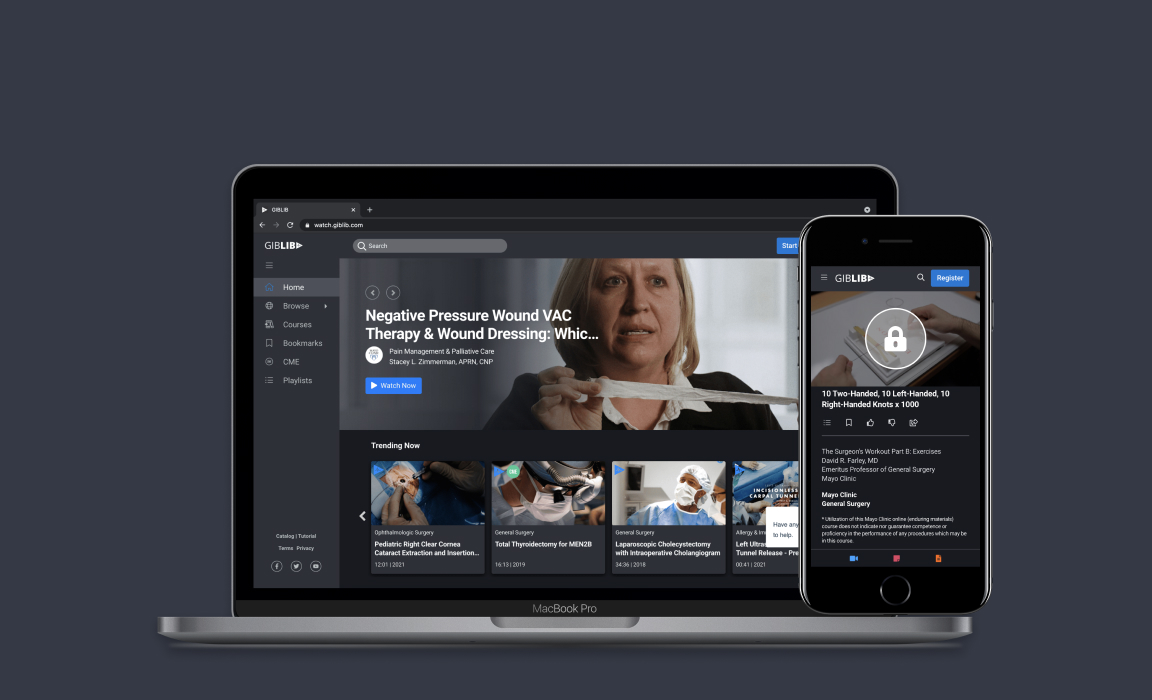 GIBLIB
watch.giblib.com
GIBLIB
Search
Start
Home
Browse
Courses
Bookmarks
CME
Playlists
Catalog | Tutorial
Terms Privacy
Negative Pressure Wound VAC
Therapy & Wound Dressing: Whic...
Pain Management & Palliative Care
Stacey L. Zimmerman, APRN, CNP
Watch Now
Trending Now
Ophthalmologic Surgery
Pediatric Right Clear Cornea
Cataract Extraction and Insertion...
12:01 | 2021
General Surgery
Total Thyroidectomy for MEN2B
16:13 | 2019
General Surgery
Laparoscopic Cholecystectomy
with Intraoperative Cholangiogram
34:36 | 2018
INCISIONLESS
CARPAL TUNNE
Allergy & Im
Left Ultras
Tunnel Release - Pre
00:41 | 2021
Have any
to help.
MacBook Pro
GIBLIB
Register
10 Two-Handed, 10 Left-Handed, 10
Right-Handed Knots x 1000
The Surgeon's Workout Part B: Exercises
David R. Farley, MD
Emeritus Professor of General Surgery
Mayo Clinic
Mayo Clinic
General Surgery
* Utilization of this Mayo Clinic online (enduring materials)
course does not indicate nor guarantee competence or
proficiency in the performance of any procedures which may be
in this course.